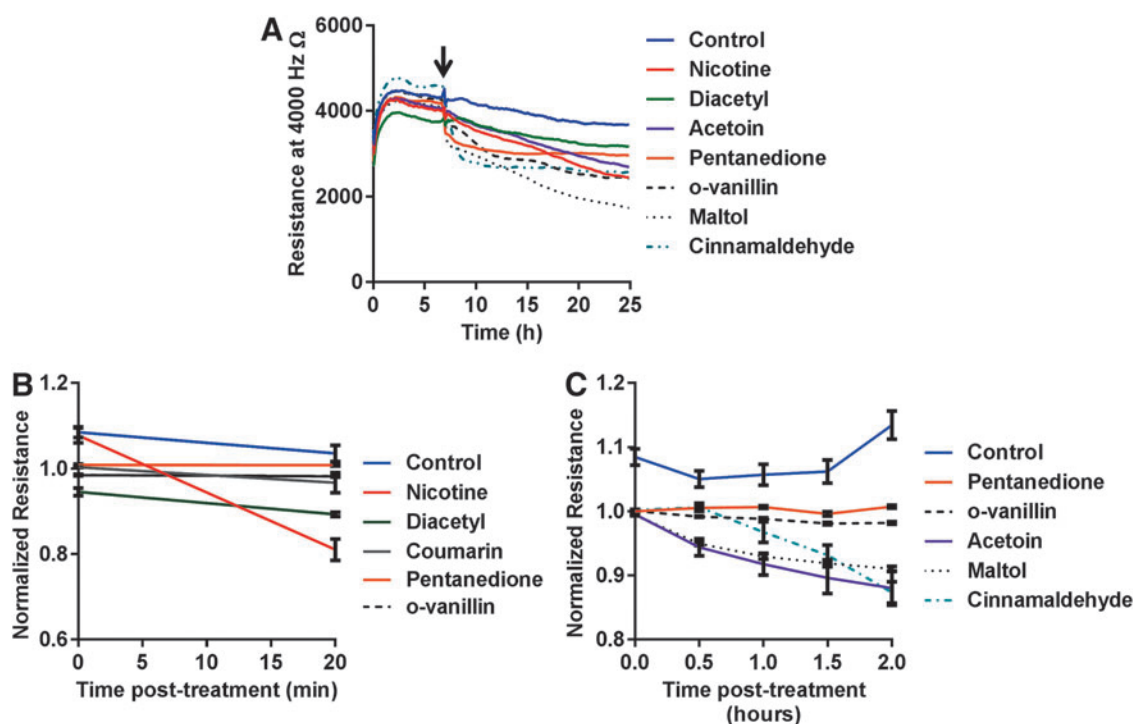 A
Resistance at 4000 Hz Ω
6000
4000
2000
0
0 5 10 15 20 25
Time (h)
Control
Nicotine
Diacetyl
Acetoin
Pentanedione
o-vanillin
Maltol
Cinnamaldehyde
B
Normalized Resistance
1.2
1.0
0.8
0.6
0 5 10 15 20
Time post-treatment (min)
Control
Nicotine
Diacetyl
Coumarin
Pentanedione
o-vanillin
C
Normalized Resistance
1.2
1.1
1.0
0.9
0.8
0.0 0.5 1.0 1.5 2.0
Time post-treatment
(hours)
Control
Pentanedione
o-vanillin
Acetoin
Maltol
Cinnamaldehyde